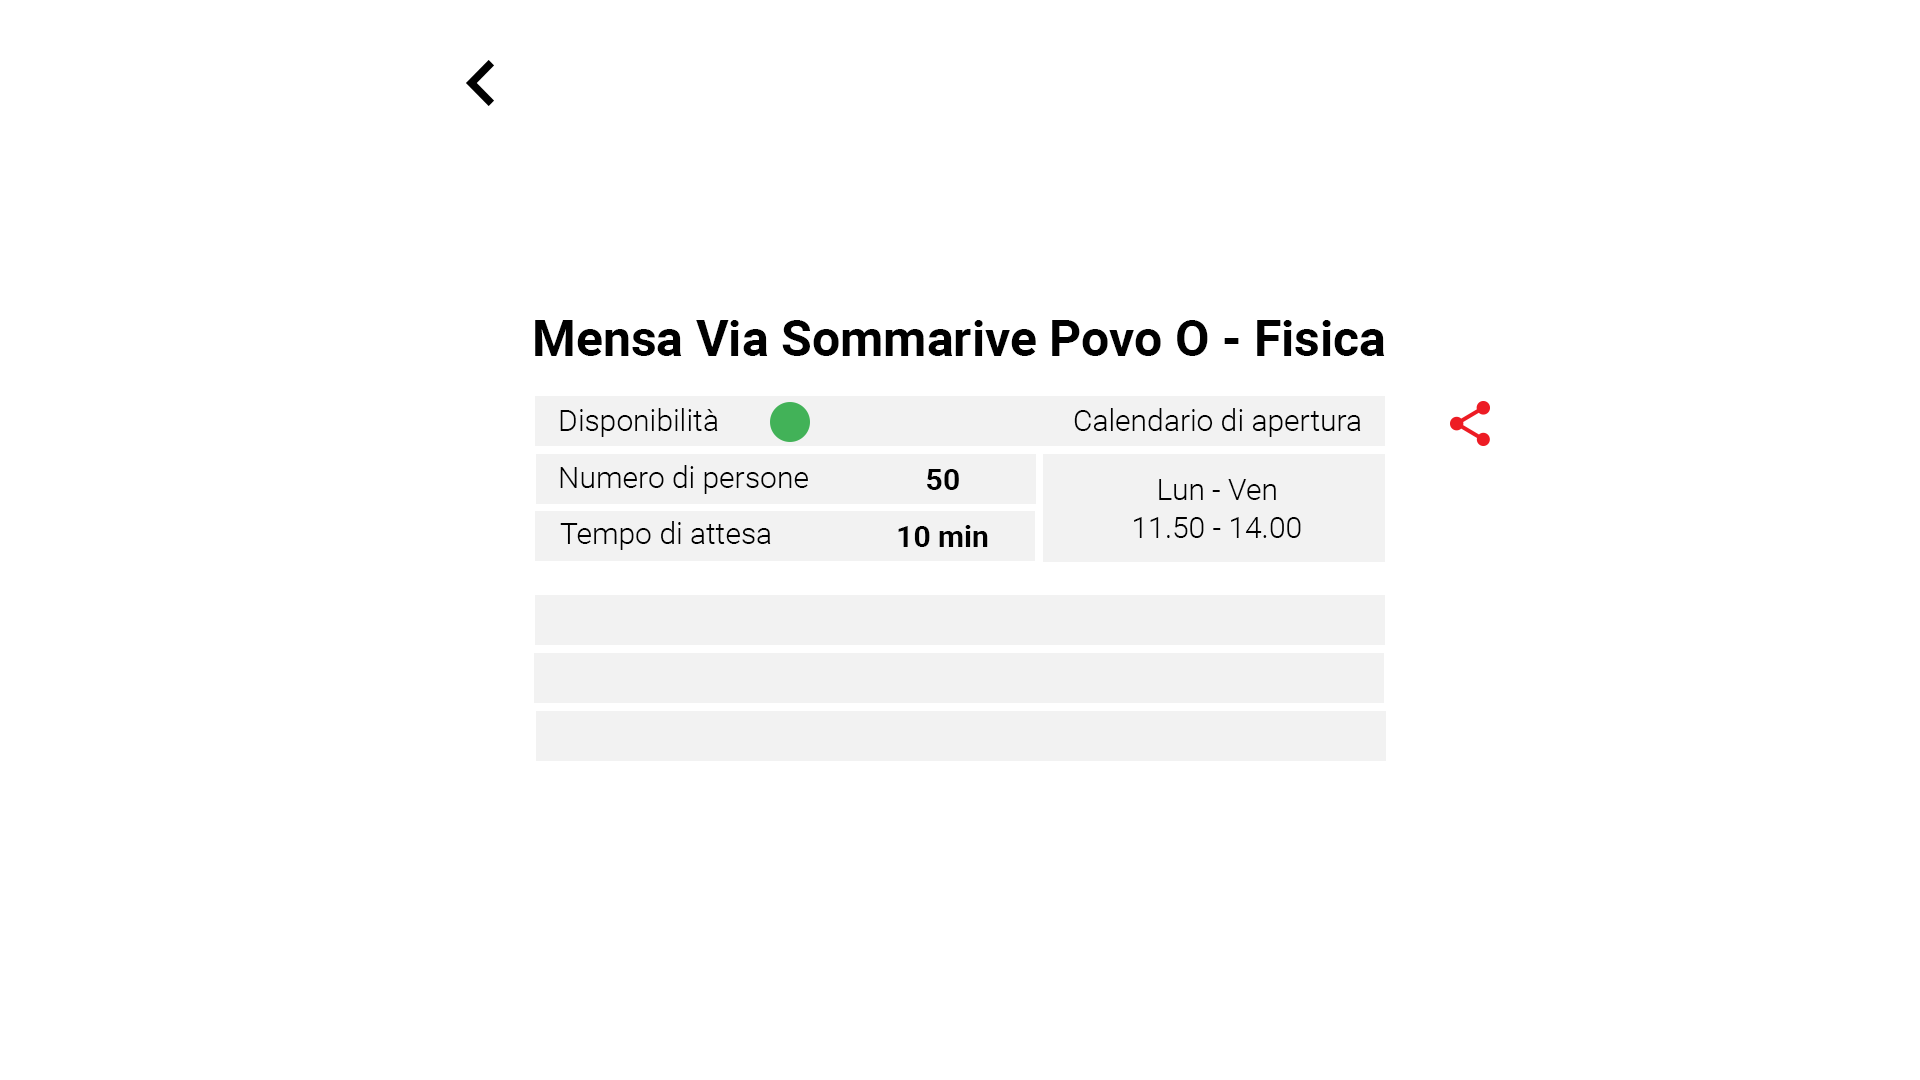 Mensa Via Sommarive Povo O - Fisica
Disponibilità
Calendario di apertura
Numero di persone 50
Tempo di attesa 10 min
Lun - Ven
11.50 - 14.00